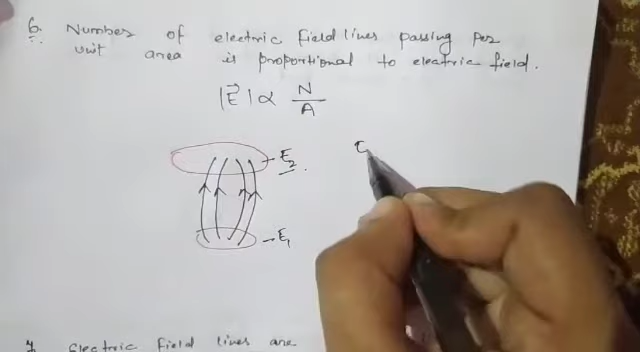 6. Number of electric field lines passing per
unit area is proportional to electric field.
|E⃗| ∝ N/A
E₂
E₁
E
7 Electric field lines are